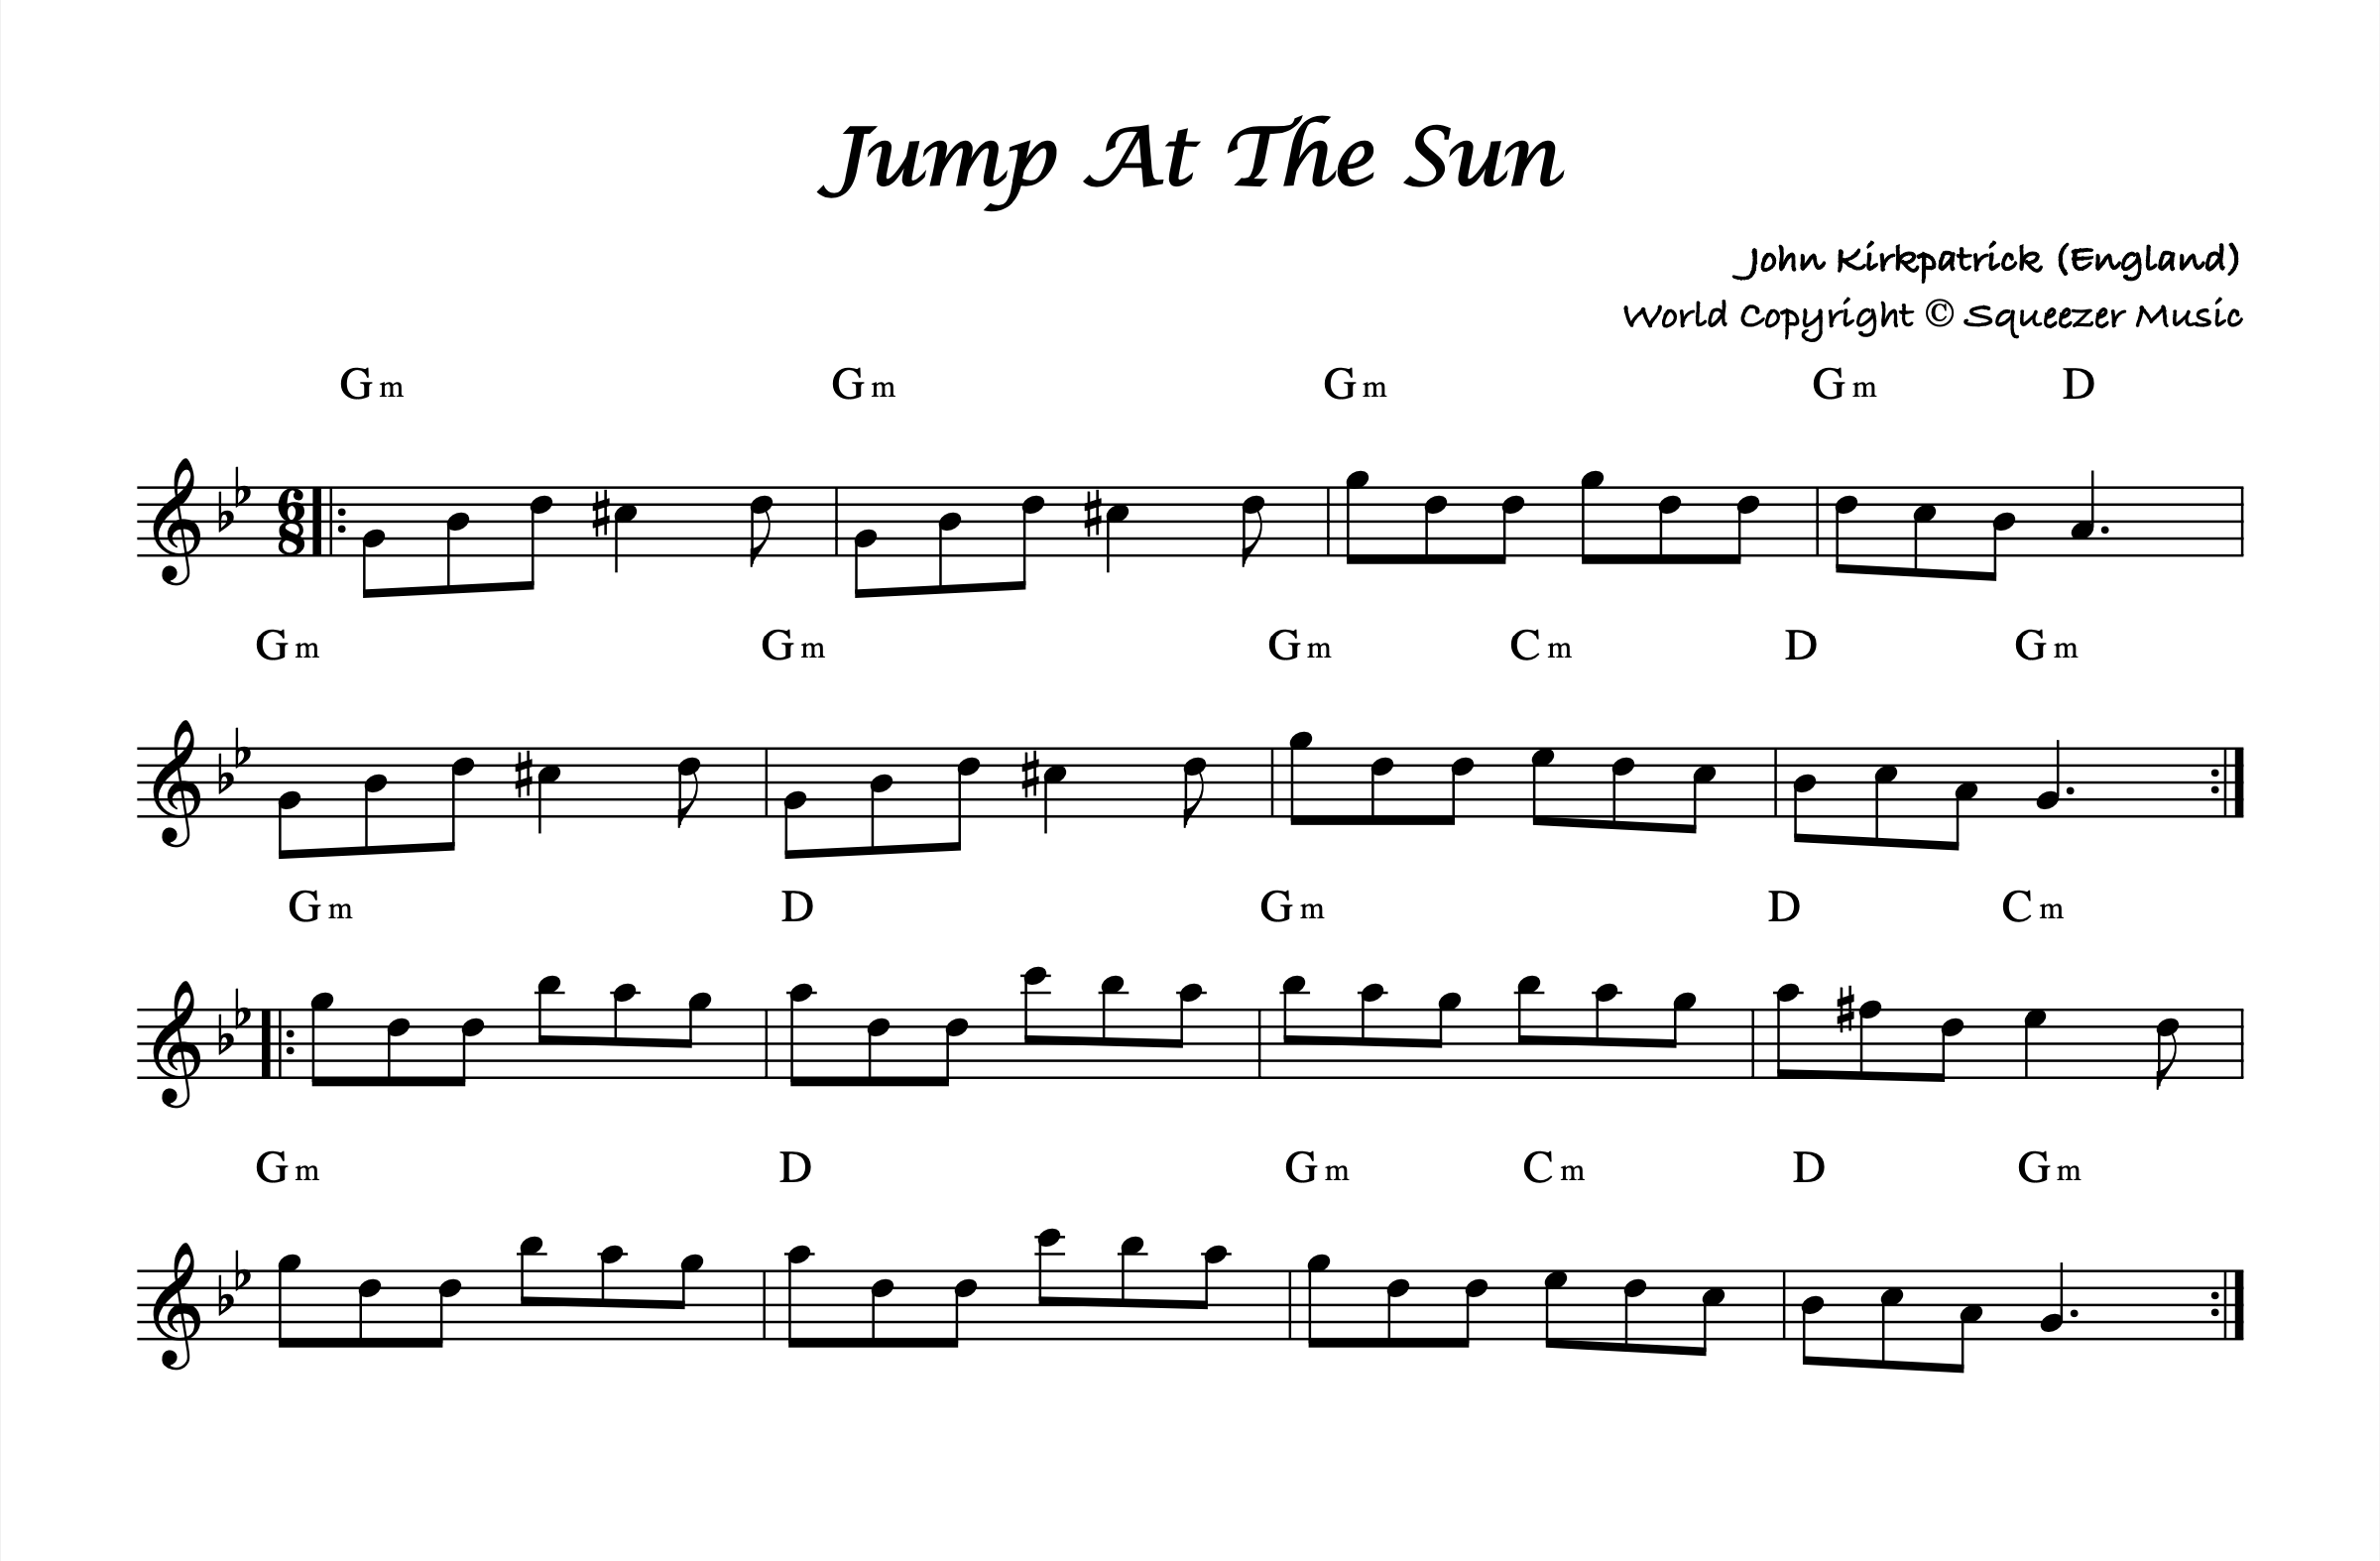 Jump At The Sun
John Kirkpatrick (England)
World Copyright © Squeezer Music
Gm Gm Gm Gm D
6
8
Gm Gm Gm Cm D Gm
Gm D Gm D Cm
Gm D Gm Cm D Gm